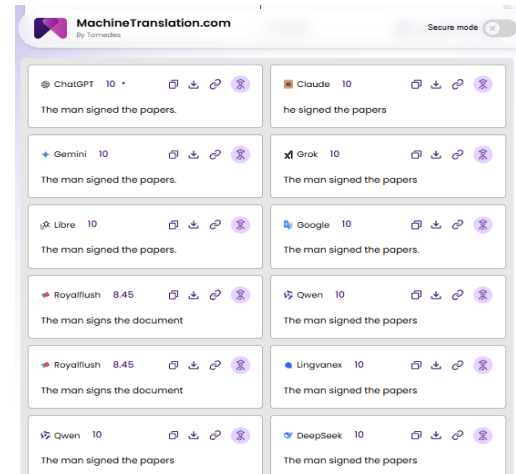 MachineTranslation.com
By Tomedes
Secure mode
ChatGPT 10
The man signed the papers.
Claude 10
he signed the papers
Gemini 10
The man signed the papers.
Grok 10
The man signed the papers
Libre 10
The man signed the papers.
Google 10
The man signed the papers.
Royalflush 8.45
The man signs the document
Qwen 10
The man signed the papers
Royalflush 8.45
The man signs the document
Lingvanex 10
The man signed the papers
Qwen 10
The man signed the papers
DeepSeek 10
The man signed the papers